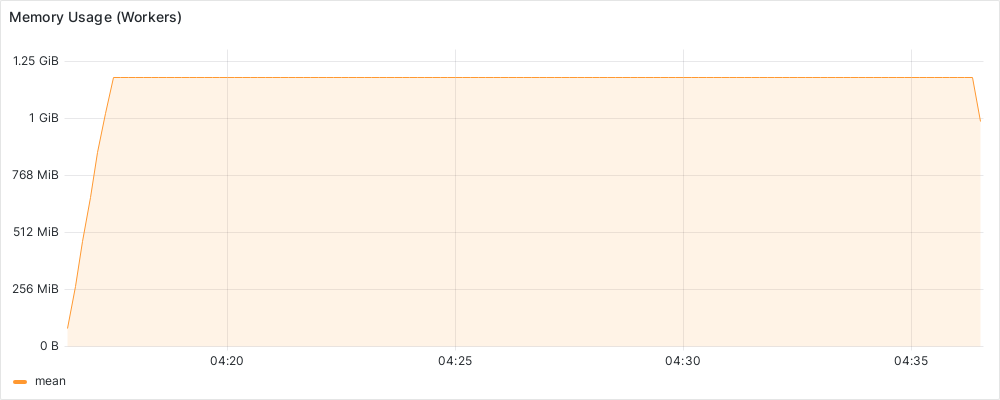 Memory Usage (Workers)
1.25 GiB
1 GiB
768 MiB
512 MiB
256 MiB
0 B
04:20 04:25 04:30 04:35
mean